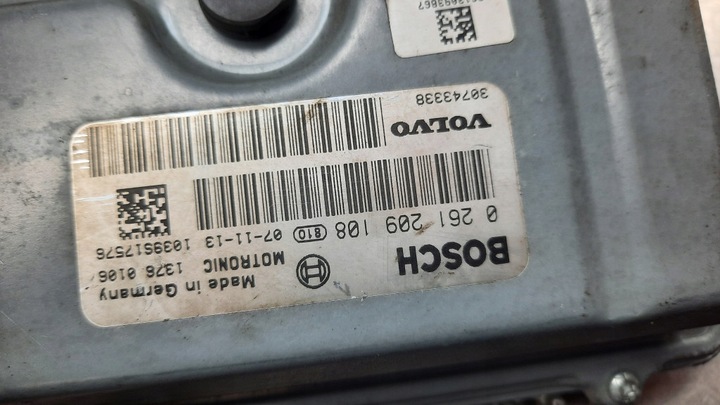 BOSCH
Made in Germany
MOTRONIC 1376 0106
0 261 209 108 810 07-11-13 1039S17576
VOLVO
30743338